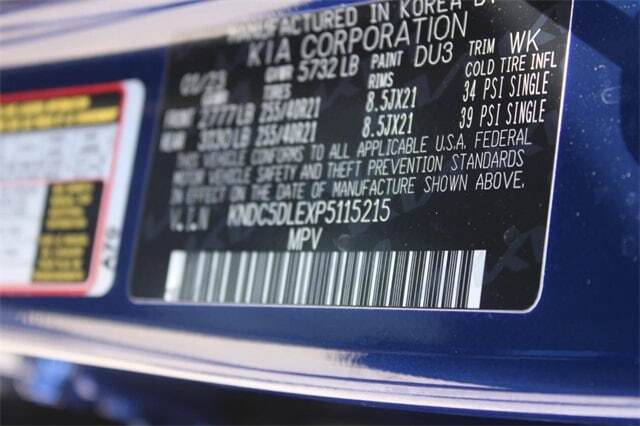 MANUFACTURED IN KOREA BY
KIA CORPORATION
01/23 GVWR 5732 LB PAINT DU3 TRIM WK
TIRES RIMS COLD TIRE INFL
FRONT 2777 LB 255/40R21 8.5JX21 34 PSI SINGLE
REAR 3130 LB 255/40R21 8.5JX21 39 PSI SINGLE
THIS VEHICLE CONFORMS TO ALL APPLICABLE U.S.A. FEDERAL
MOTOR VEHICLE SAFETY AND THEFT PREVENTION STANDARDS
IN EFFECT ON THE DATE OF MANUFACTURE SHOWN ABOVE.
V.I.N KNDC5DLEXP5115215
MPV